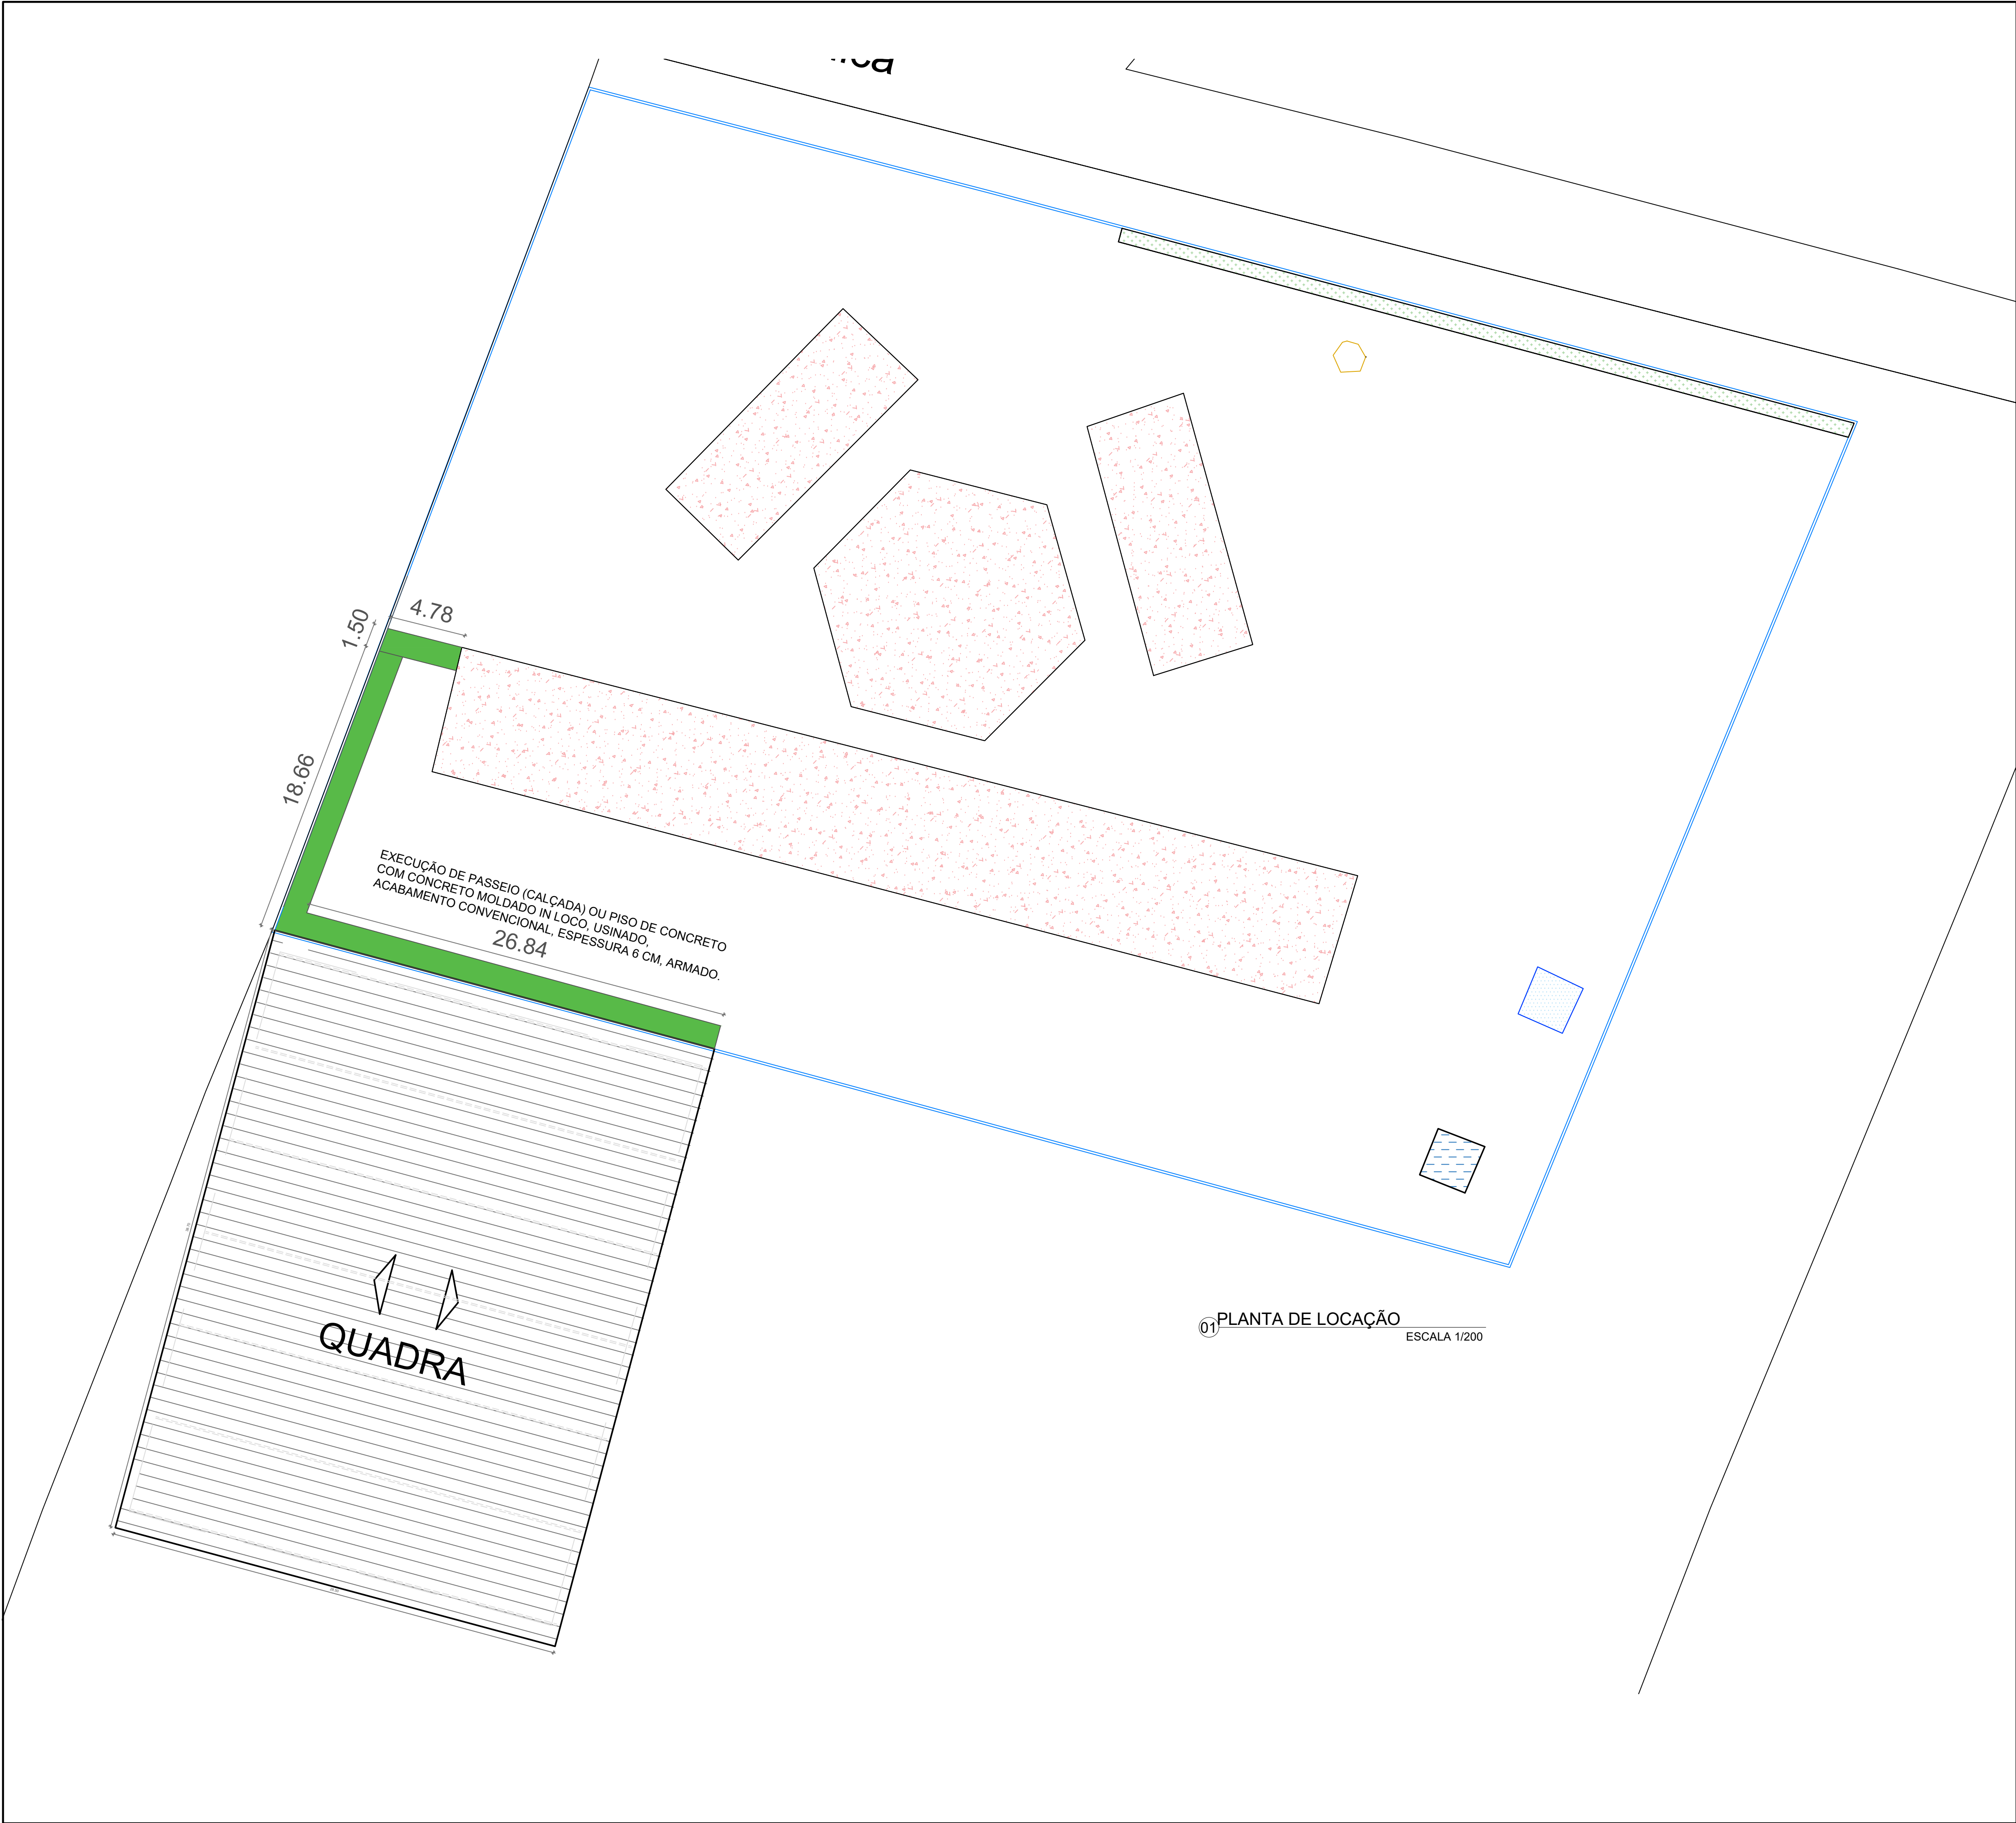 4.78
1.50
18.66
EXECUÇÃO DE PASSEIO (CALÇADA) OU PISO DE CONCRETO
COM CONCRETO MOLDADO IN LOCO, USINADO,
ACABAMENTO CONVENCIONAL, ESPESSURA 6 CM, ARMADO.
26.84
QUADRA
01
PLANTA DE LOCAÇÃO
ESCALA 1/200